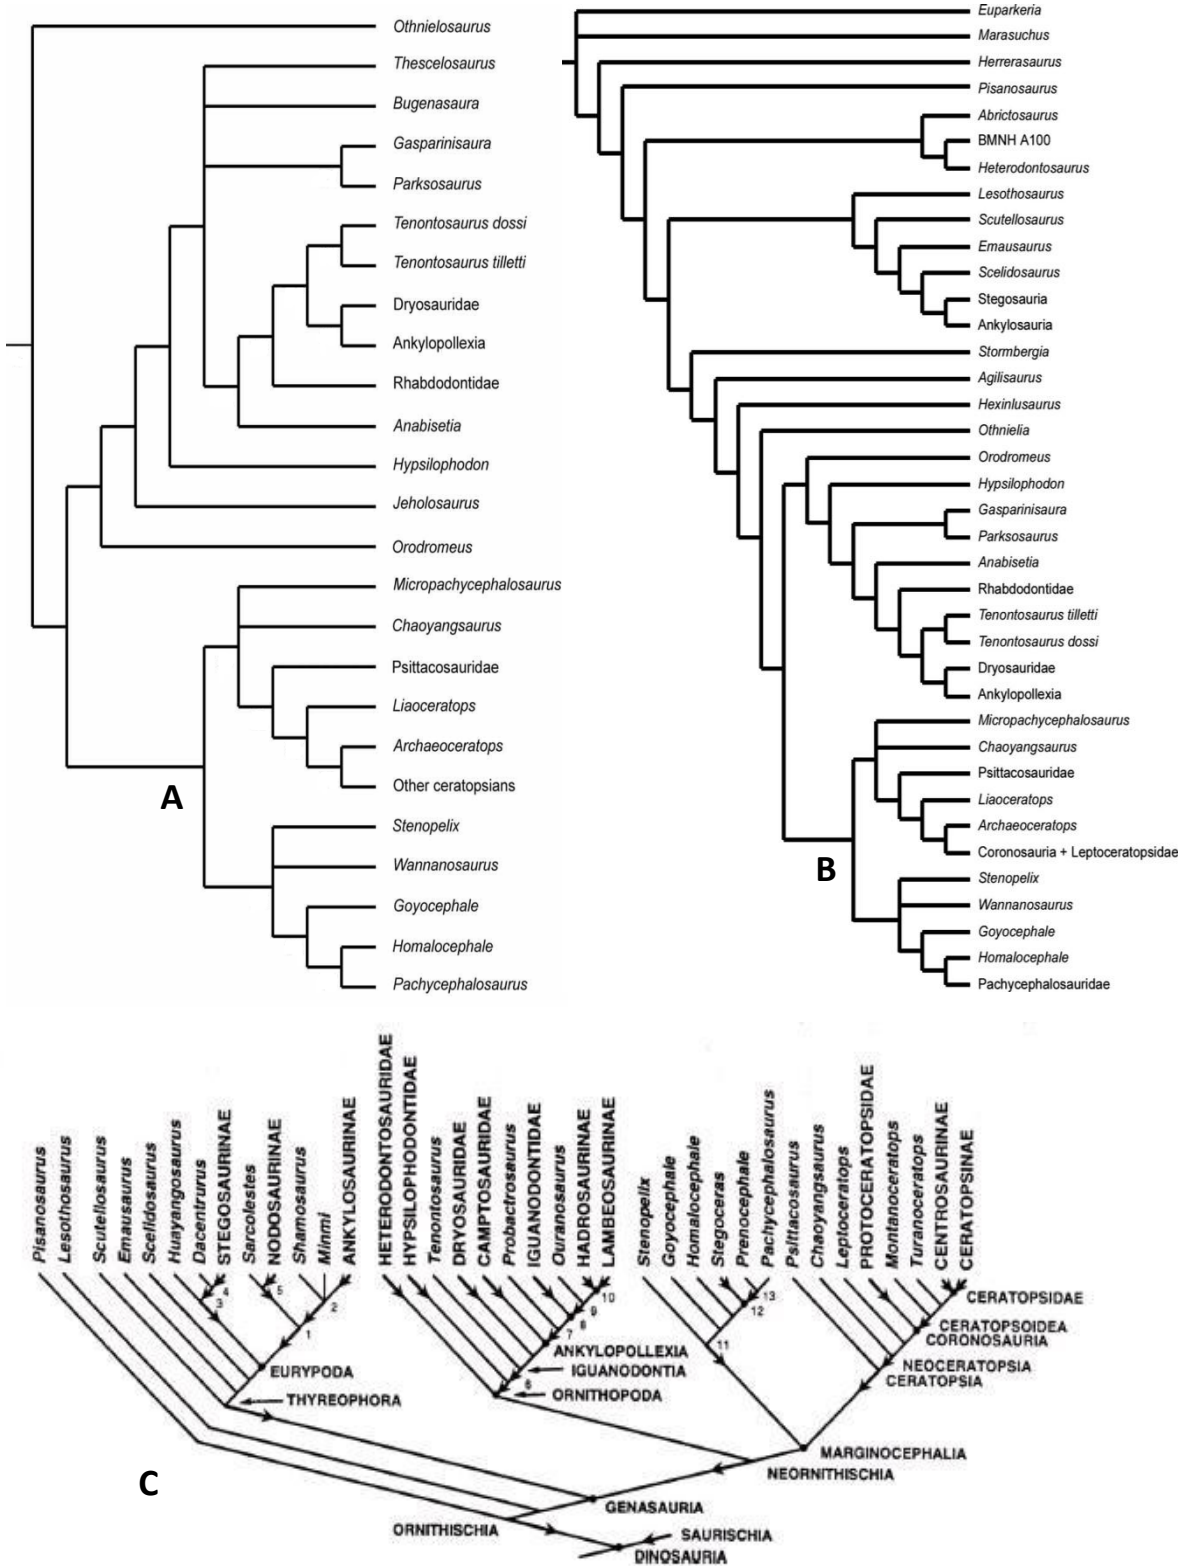 Othnielosaurus
Thescelosaurus
Bugenasaura
Gasparinisaura
Parksosaurus
Tenontosaurus dossi
Tenontosaurus tilletti
Dryosauridae
Ankylopollexia
Rhabdodontidae
Anabisetia
Hypsilophodon
Jeholosaurus
Orodromeus
Micropachycephalosaurus
Chaoyangsaurus
Psittacosauridae
Liaoceratops
Archaeoceratops
Other ceratopsians
Stenopelix
Wannanosaurus
Goyocephale
Homalocephale
Pachycephalosaurus
A
Euparkeria
Marasuchus
Herrerasaurus
Pisanosaurus
Abrictosaurus
BMNH A100
Heterodontosaurus
Lesothosaurus
Scutellosaurus
Emausaurus
Scelidosaurus
Stegosauria
Ankylosauria
Stormbergia
Agilisaurus
Hexinlusaurus
Othnielia
Orodromeus
Hypsilophodon
Gasparinisaura
Parksosaurus
Anabisetia
Rhabdodontidae
Tenontosaurus tilletti
Tenontosaurus dossi
Dryosauridae
Ankylopollexia
Micropachycephalosaurus
Chaoyangsaurus
Psittacosauridae
Liaoceratops
Archaeoceratops
Coronosauria + Leptoceratopsidae
Stenopelix
Wannanosaurus
Goyocephale
Homalocephale
Pachycephalosauridae
B
Pisanosaurus
Lesothosaurus
Scutellosaurus
Emausaurus
Scelidosaurus
Huayangosaurus
Dacentrurus
STEGOSAURINAE
Sarcolestes
NODOSAURINAE
Shamosaurus
Minmi
ANKYLOSAURINAE
HETERODONTOSAURIDAE
HYPSILOPHODONTIDAE
Tenontosaurus
DRYOSAURIDAE
CAMPTOSAURIDAE
Probactrosaurus
IGUANODONTIDAE
Ouranosaurus
HADROSAURINAE
LAMBEOSAURINAE
Stenopelix
Goyocephale
Homalocephale
Stegoceras
Prenocephale
Pachycephalosaurus
Psittacosaurus
Chaoyangsaurus
Leptoceratops
PROTOCERATOPSIDAE
Montanoceratops
Turanoceratops
CENTROSAURINAE
CERATOPSINAE
4
3
5
2
1
10
9
8
7
6
13
12
11
CERATOPSIDAE
CERATOPSOIDEA
CORONOSAURIA
NEOCERATOPSIA
CERATOPSIA
EURYPODA
THYREOPHORA
ANKYLOPOLLEXIA
IGUANODONTIA
ORNITHOPODA
MARGINOCEPHALIA
NEORNITHISCHIA
C
GENASAURIA
ORNITHISCHIA
SAURISCHIA
DINOSAURIA